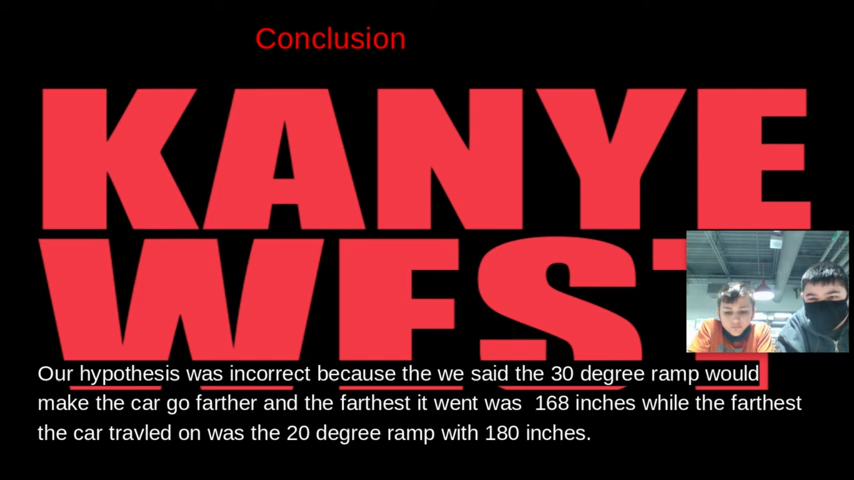 Conclusion
KANYE
WEST
Our hypothesis was incorrect because the we said the 30 degree ramp would
make the car go farther and the farthest it went was  168 inches while the farthest
the car travled on was the 20 degree ramp with 180 inches.